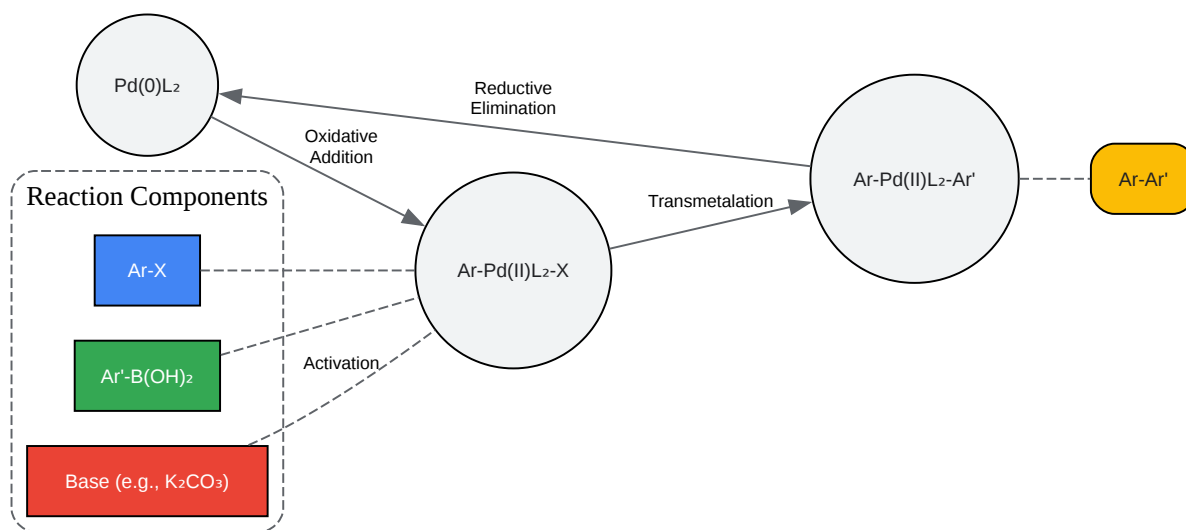 Pd(0)L₂
Reductive
Elimination
Oxidative
Addition
Ar-Pd(II)L₂-Ar'
Ar-Ar'
Reaction Components
Transmetalation
Ar-X
Ar-Pd(II)L₂-X
Ar'-B(OH)₂
Activation
Base (e.g., K₂CO₃)